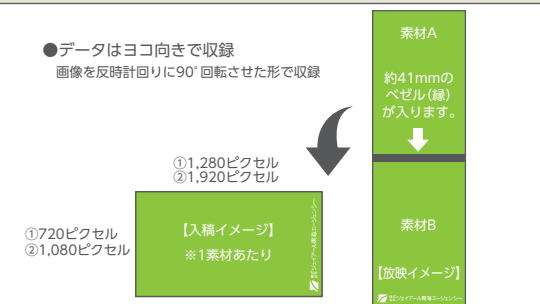 ●データはヨコ向きで収録
画像を反時計回りに90°回転させた形で収録
素材A
約41mmの
ベゼル（縁）
が入ります。
①1,280ピクセル
②1,920ピクセル
①720ピクセル
②1,080ピクセル
【入稿イメージ】
※1素材あたり
素材B
【放映イメージ】